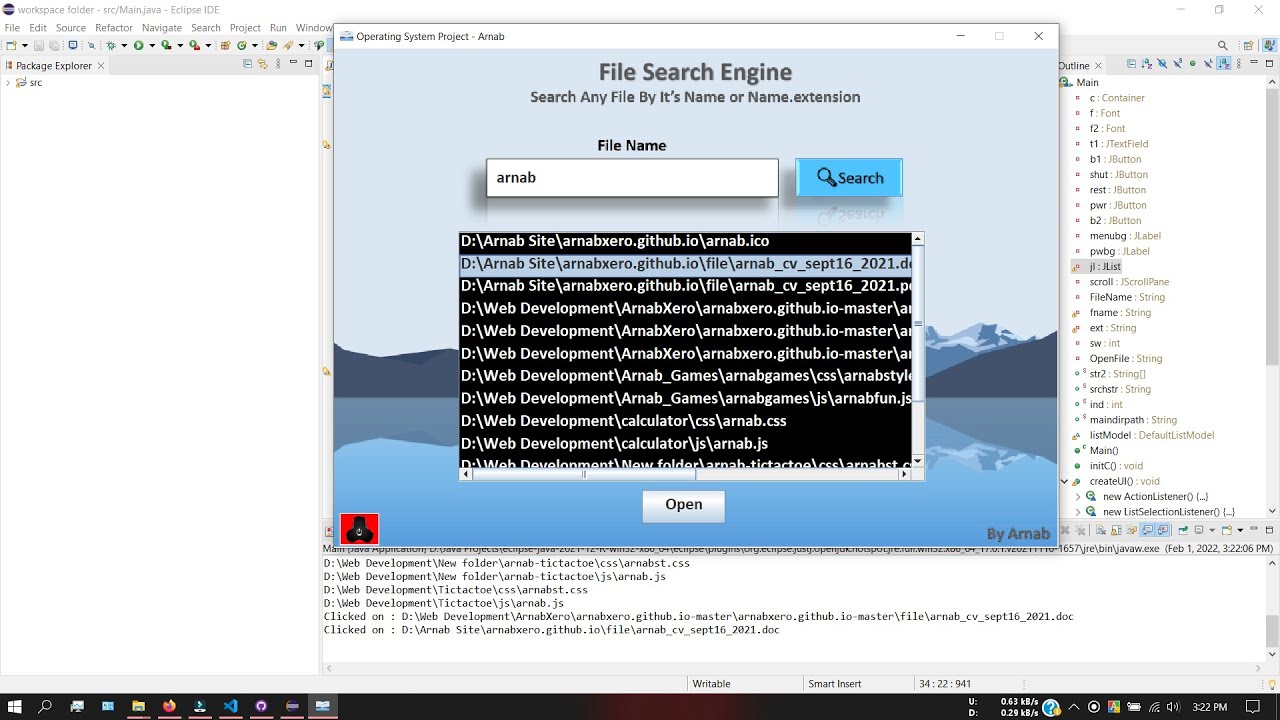 workspace folder - src/Main.java - Eclipse IDE
File Edit Source Refactor Navigate Search Project Run Window
Package Explorer
src
Operating System Project - Arnab
File Search Engine
Search Any File By It's Name or Name.extension
File Name
arnab
Search
D:\Arnab Site\arnabxero.github.io\arnab.ico
D:\Arnab Site\arnabxero.github.io\file\arnab_cv_sept16_2021.do
D:\Arnab Site\arnabxero.github.io\file\arnab_cv_sept16_2021.pd
D:\Web Development\ArnabXero\arnabxero.github.io-master\ar
D:\Web Development\ArnabXero\arnabxero.github.io-master\ar
D:\Web Development\ArnabXero\arnabxero.github.io-master\ar
D:\Web Development\Arnab_Games\arnabgames\css\arnabstyle
D:\Web Development\Arnab_Games\arnabgames\js\arnabfun.js
D:\Web Development\calculator\css\arnab.css
D:\Web Development\calculator\js\arnab.js
D:\Web Development\New folder\arnab-tictactoe\css\arnabst.c
Open
By Arnab
Outline
Main
c : Container
f : Font
f2 : Font
t1 : JTextField
b1 : JButton
shut : JButton
rest : JButton
pwr : JButton
b2 : JButton
menubg : JLabel
pwbg : JLabel
jl : JList
scroll : JScrollPane
FileName : String
fname : String
ext : String
sw : int
OpenFile : String
str2 : String[]
srchstr : String
ind : int
maindirpath : String
listModel : DefaultListModel
Main()
initC() : void
createUI() : void
new ActionListener() {...}
new ListSelectionListener() {...}
Main [Java Application] D:\Java Projects\eclipse-java-2021-12-R-win32-x86_64\eclipse\plugins\org.eclipse.justj.openjdk.hotspot.jre.full.win32.x86_64_17.0.1.v20211116-1657\jre\bin\javaw.exe (Feb 1, 2022, 3:22:06 PM)
D:\Web Development\New folder\arnab-tictactoe\css\arnabst.css
D:\Web Development\New folder\arnab-tictactoe\js\arnab.js
D:\Web Development\Tictactoe\css\arnabst.css
D:\Web Development\Tictactoe\js\arnab.js
Clicked on : D:\Web Development\ArnabXero\arnabxero.github.io-master\arnabxero.github.io-master\file\arnab_cv_sept16_2021.doc
Clicked on : D:\Arnab Site\arnabxero.github.io\file\arnab_cv_sept16_2021.doc
Writable Smart Insert 34 : 22 : 941
U: 0.63 kB/s
D: 0.29 kB/s
3:22 PM